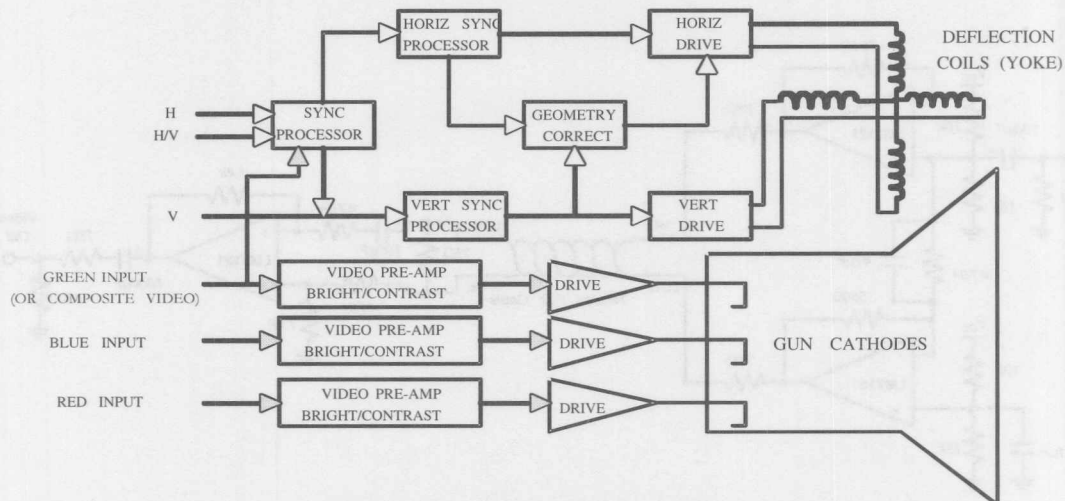 HORIZ SYNC
PROCESSOR
HORIZ
DRIVE
DEFLECTION
COILS (YOKE)
H
H/V
SYNC
PROCESSOR
GEOMETRY
CORRECT
V
VERT SYNC
PROCESSOR
VERT
DRIVE
GREEN INPUT
(OR COMPOSITE VIDEO)
VIDEO PRE-AMP
BRIGHT/CONTRAST
DRIVE
BLUE INPUT
VIDEO PRE-AMP
BRIGHT/CONTRAST
DRIVE
GUN CATHODES
RED INPUT
VIDEO PRE-AMP
BRIGHT/CONTRAST
DRIVE